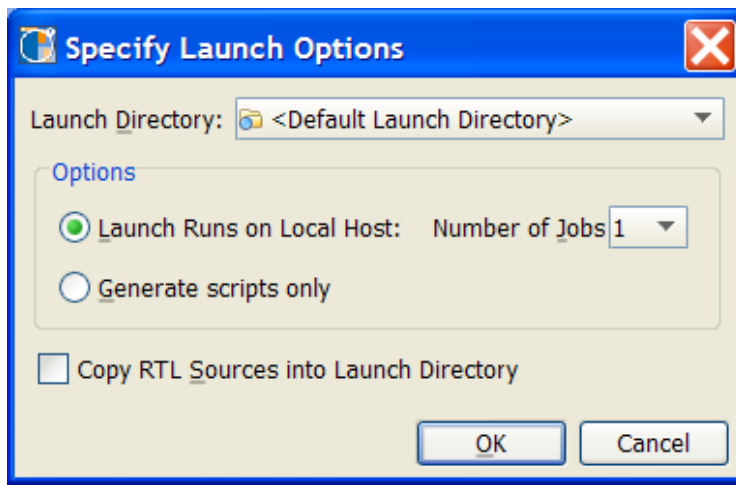 Specify Launch Options
Launch Directory: <Default Launch Directory>
Options
Launch Runs on Local Host: Number of Jobs 1
Generate scripts only
Copy RTL Sources into Launch Directory
OK Cancel